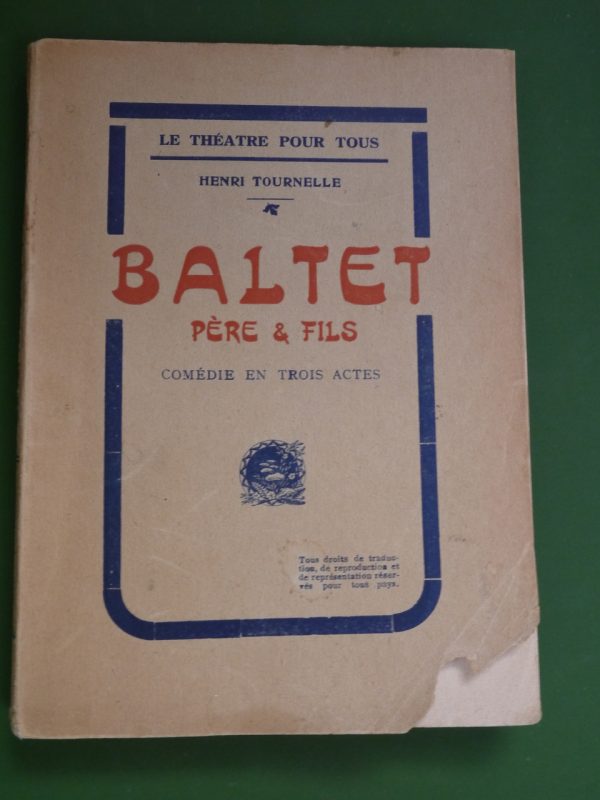 LE THÉATRE POUR TOUS
HENRI TOURNELLE
BALTET
PÈRE & FILS
COMÉDIE EN TROIS ACTES
Tous droits de traduc-
tion, de reproduction et
de représentation réser-
vés pour tous pays.